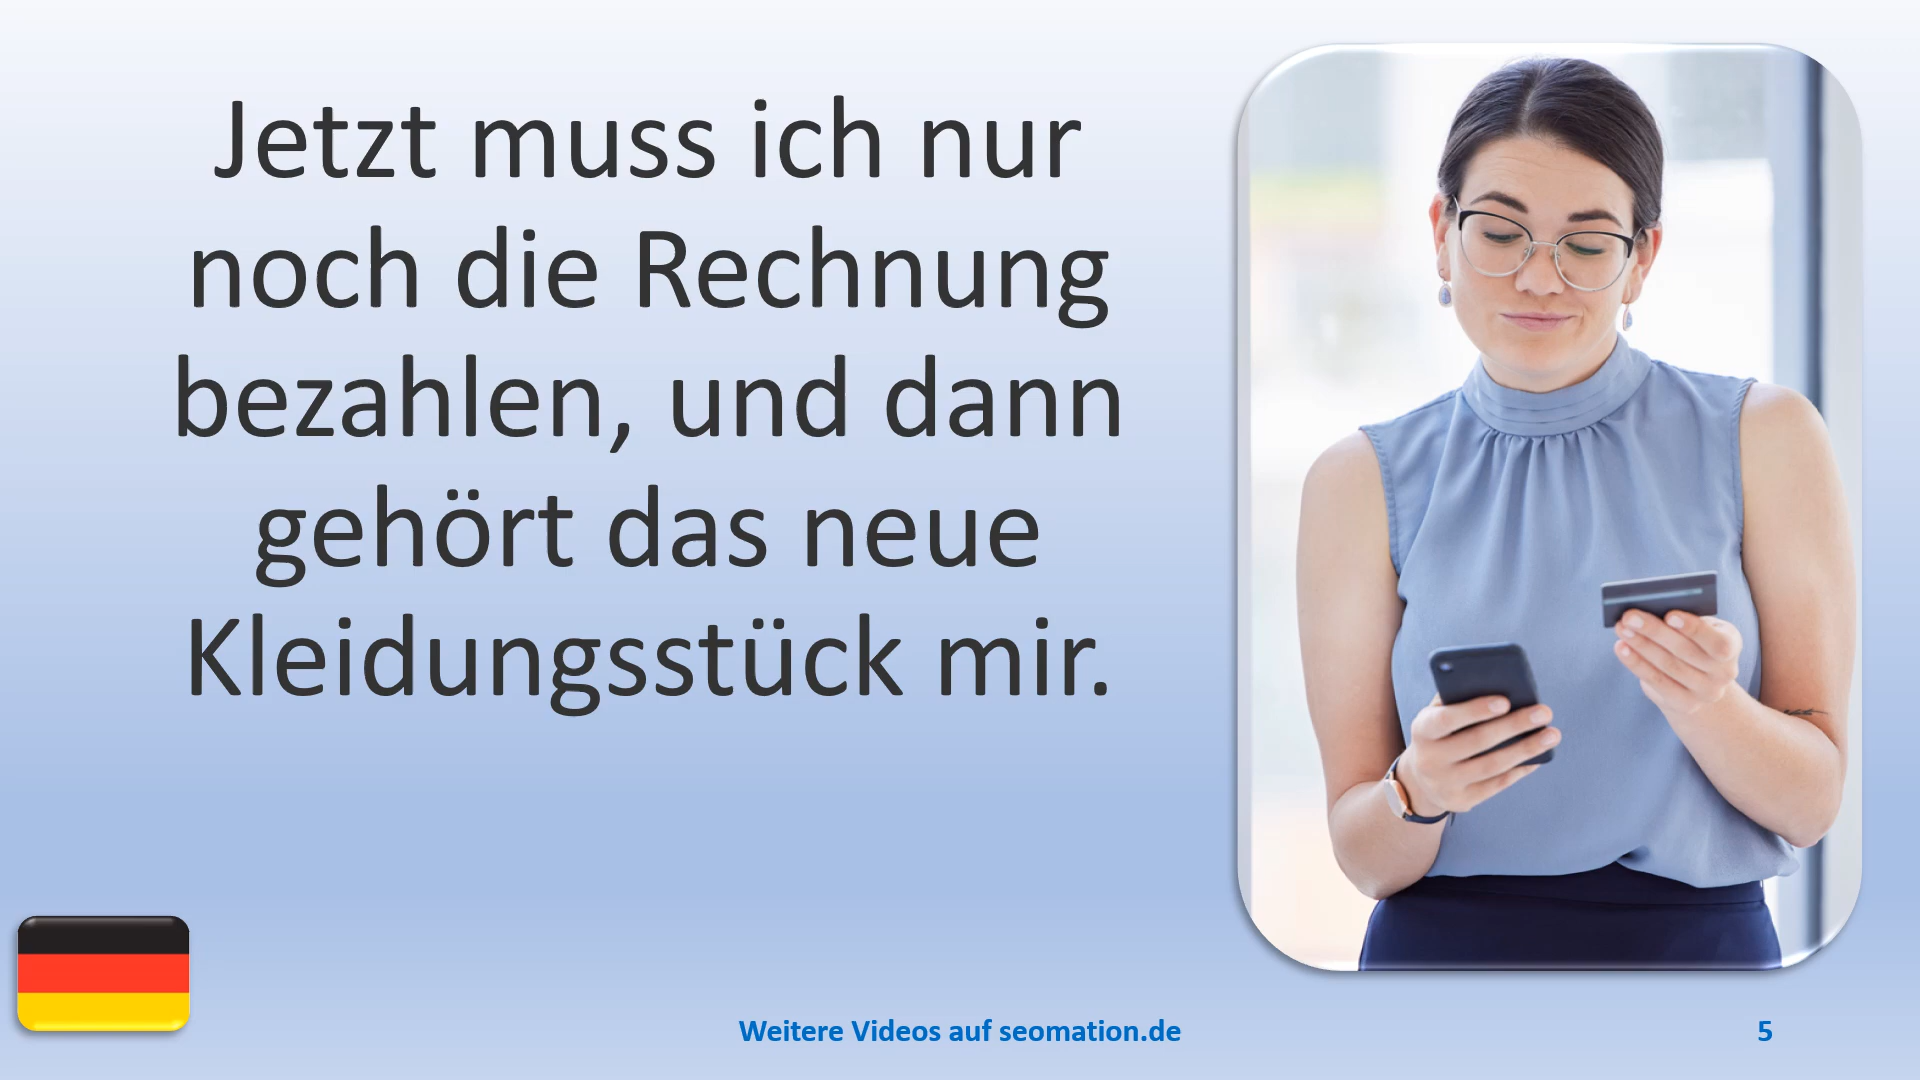 Jetzt muss ich nur
noch die Rechnung
bezahlen, und dann
gehört das neue
Kleidungsstück mir.
Weitere Videos auf seomation.de
5